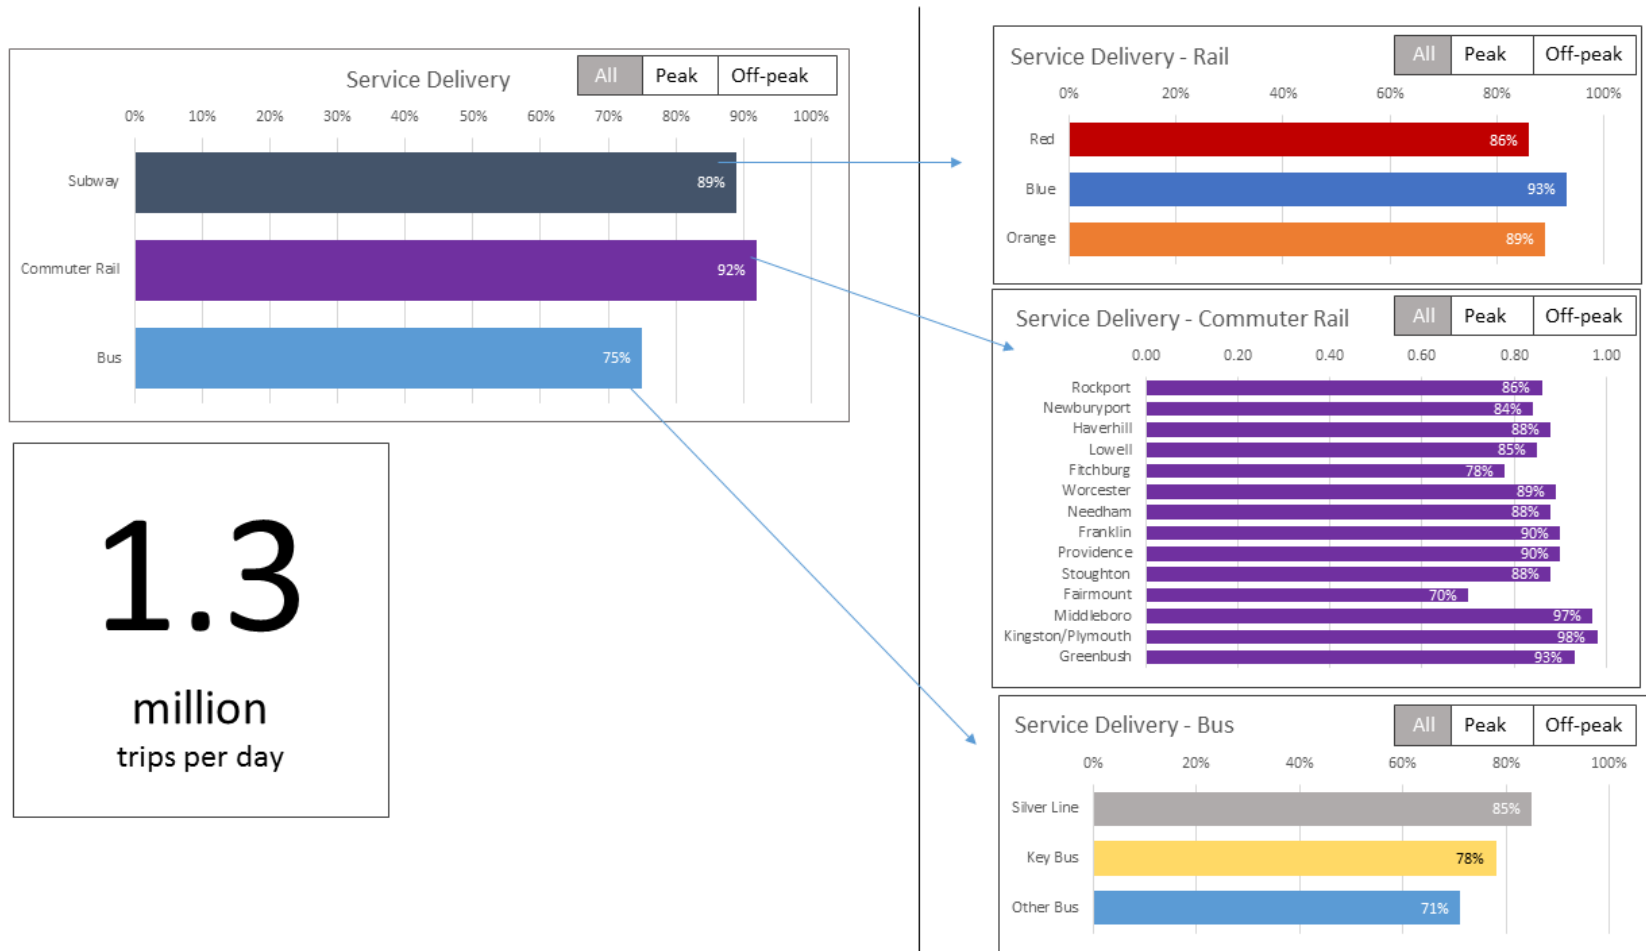 Service Delivery
All Peak Off-peak
0% 10% 20% 30% 40% 50% 60% 70% 80% 90% 100%
Subway 89%
Commuter Rail 92%
Bus 75%
1.3
million
trips per day
Service Delivery - Rail
All Peak Off-peak
0% 20% 40% 60% 80% 100%
Red 86%
Blue 93%
Orange 89%
Service Delivery - Commuter Rail
All Peak Off-peak
0.00 0.20 0.40 0.60 0.80 1.00
Rockport 86%
Newburyport 84%
Haverhill 88%
Lowell 85%
Fitchburg 78%
Worcester 89%
Needham 88%
Franklin 90%
Providence 90%
Stoughton 88%
Fairmount 70%
Middleboro 97%
Kingston/Plymouth 98%
Greenbush 93%
Service Delivery - Bus
All Peak Off-peak
0% 20% 40% 60% 80% 100%
Silver Line 85%
Key Bus 78%
Other Bus 71%